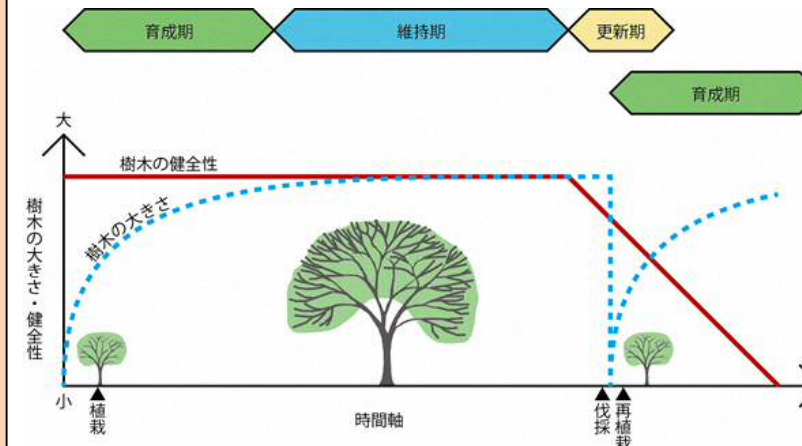 育成期
維持期
更新期
育成期
大
樹木の健全性
樹木の大きさ
樹木の大きさ・健全性
小
植栽
時間軸
伐採
再植栽